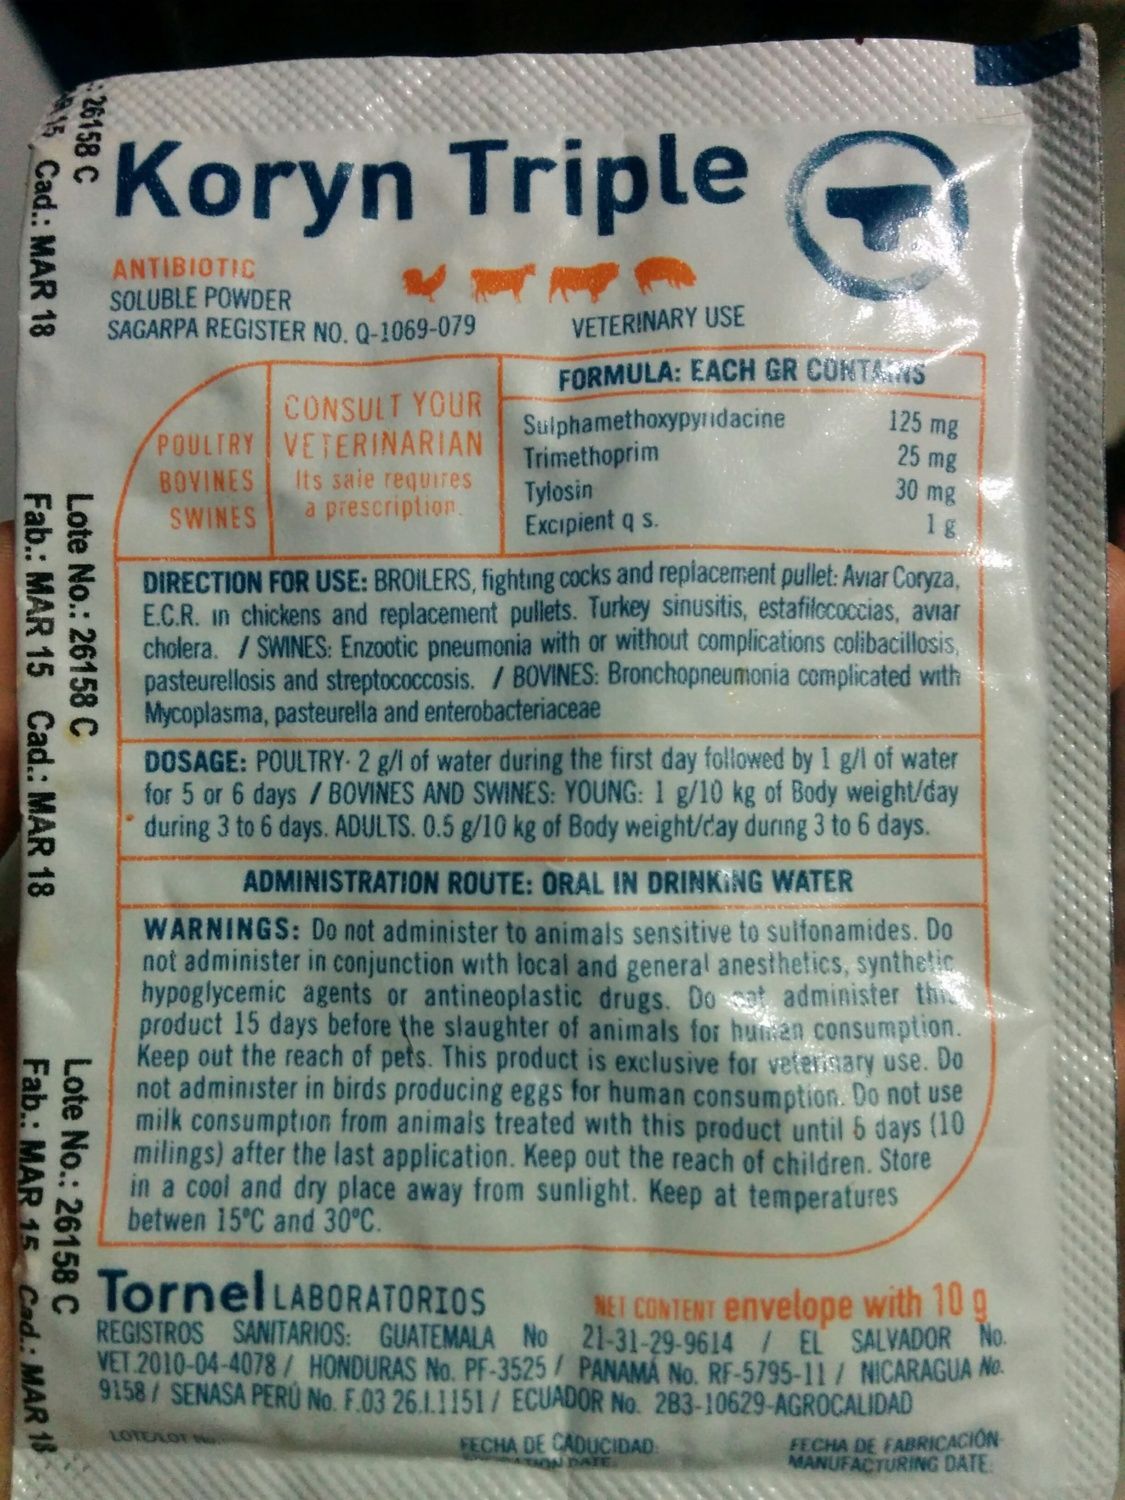 Koryn Triple
ANTIBIOTIC
SOLUBLE POWDER
SAGARPA REGISTER NO. Q-1069-079
VETERINARY USE
POULTRY
BOVINES
SWINES
CONSULT YOUR
VETERINARIAN
Its sale requires
a prescription.
FORMULA: EACH GR CONTAINS
Sulphamethoxypyridacine 125 mg
Trimethoprim 25 mg
Tylosin 30 mg
Excipient q s. 1 g
DIRECTION FOR USE: BROILERS, fighting cocks and replacement pullet: Aviar Coryza,
E.C.R. in chickens and replacement pullets. Turkey sinusitis, estafilococcias, aviar
cholera. / SWINES: Enzootic pneumonia with or without complications colibacillosis,
pasteurellosis and streptococcosis. / BOVINES: Bronchopneumonia complicated with
Mycoplasma, pasteurella and enterobacteriaceae
DOSAGE: POULTRY· 2 g/l of water during the first day followed by 1 g/l of water
for 5 or 6 days / BOVINES AND SWINES: YOUNG: 1 g/10 kg of Body weight/day
during 3 to 6 days. ADULTS. 0.5 g/10 kg of Body weight/day during 3 to 6 days.
ADMINISTRATION ROUTE: ORAL IN DRINKING WATER
WARNINGS: Do not administer to animals sensitive to sulfonamides. Do
not administer in conjunction with local and general anesthetics, synthetic
hypoglycemic agents or antineoplastic drugs. Do not administer this
product 15 days before the slaughter of animals for human consumption.
Keep out the reach of pets. This product is exclusive for veterinary use. Do
not administer in birds producing eggs for human consumption. Do not use
milk consumption from animals treated with this product until 5 days (10
milings) after the last application. Keep out the reach of children. Store
in a cool and dry place away from sunlight. Keep at temperatures
betwen 15°C and 30°C.
Tornel LABORATORIOS
NET CONTENT envelope with 10 g
REGISTROS SANITARIOS: GUATEMALA No 21-31-29-9614 / EL SALVADOR No.
VET.2010-04-4078 / HONDURAS No. PF-3525 / PANAMÁ No. RF-5795-11 / NICARAGUA No.
9158 / SENASA PERÚ No. F.03 26.I.1151 / ECUADOR No. 2B3-10629-AGROCALIDAD
LOTE/LOT No.
FECHA DE CADUCIDAD:
DATE:
FECHA DE FABRICACIÓN
MANUFACTURING DATE:
: 26158 C
15 Cad.: MAR 18
Lote No.: 26158 C
Fab.: MAR 15 Cad.: MAR 18
Lote No.: 26158 C
Fab.: MAR 15 Cad.: MAR 18